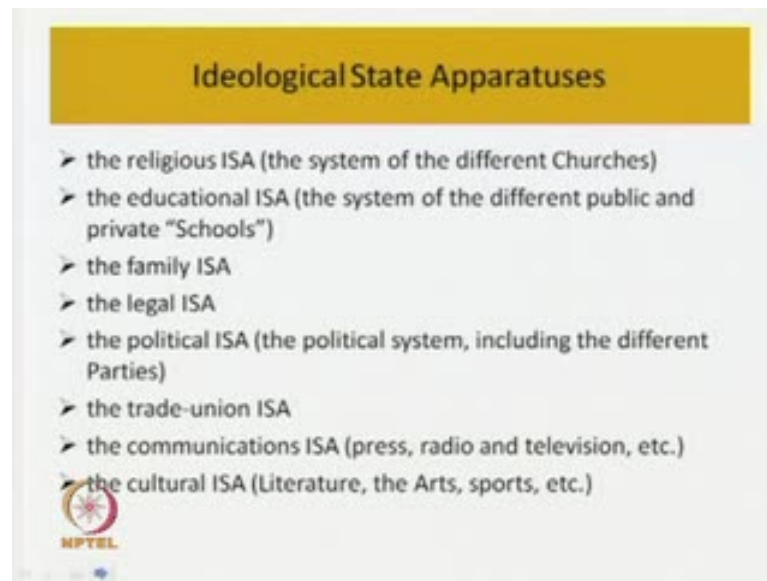 Ideological State Apparatuses
➢ the religious ISA (the system of the different Churches)
➢ the educational ISA (the system of the different public and
private “Schools”)
➢ the family ISA
➢ the legal ISA
➢ the political ISA (the political system, including the different
Parties)
➢ the trade-union ISA
➢ the communications ISA (press, radio and television, etc.)
➢ the cultural ISA (Literature, the Arts, sports, etc.)
NPTEL